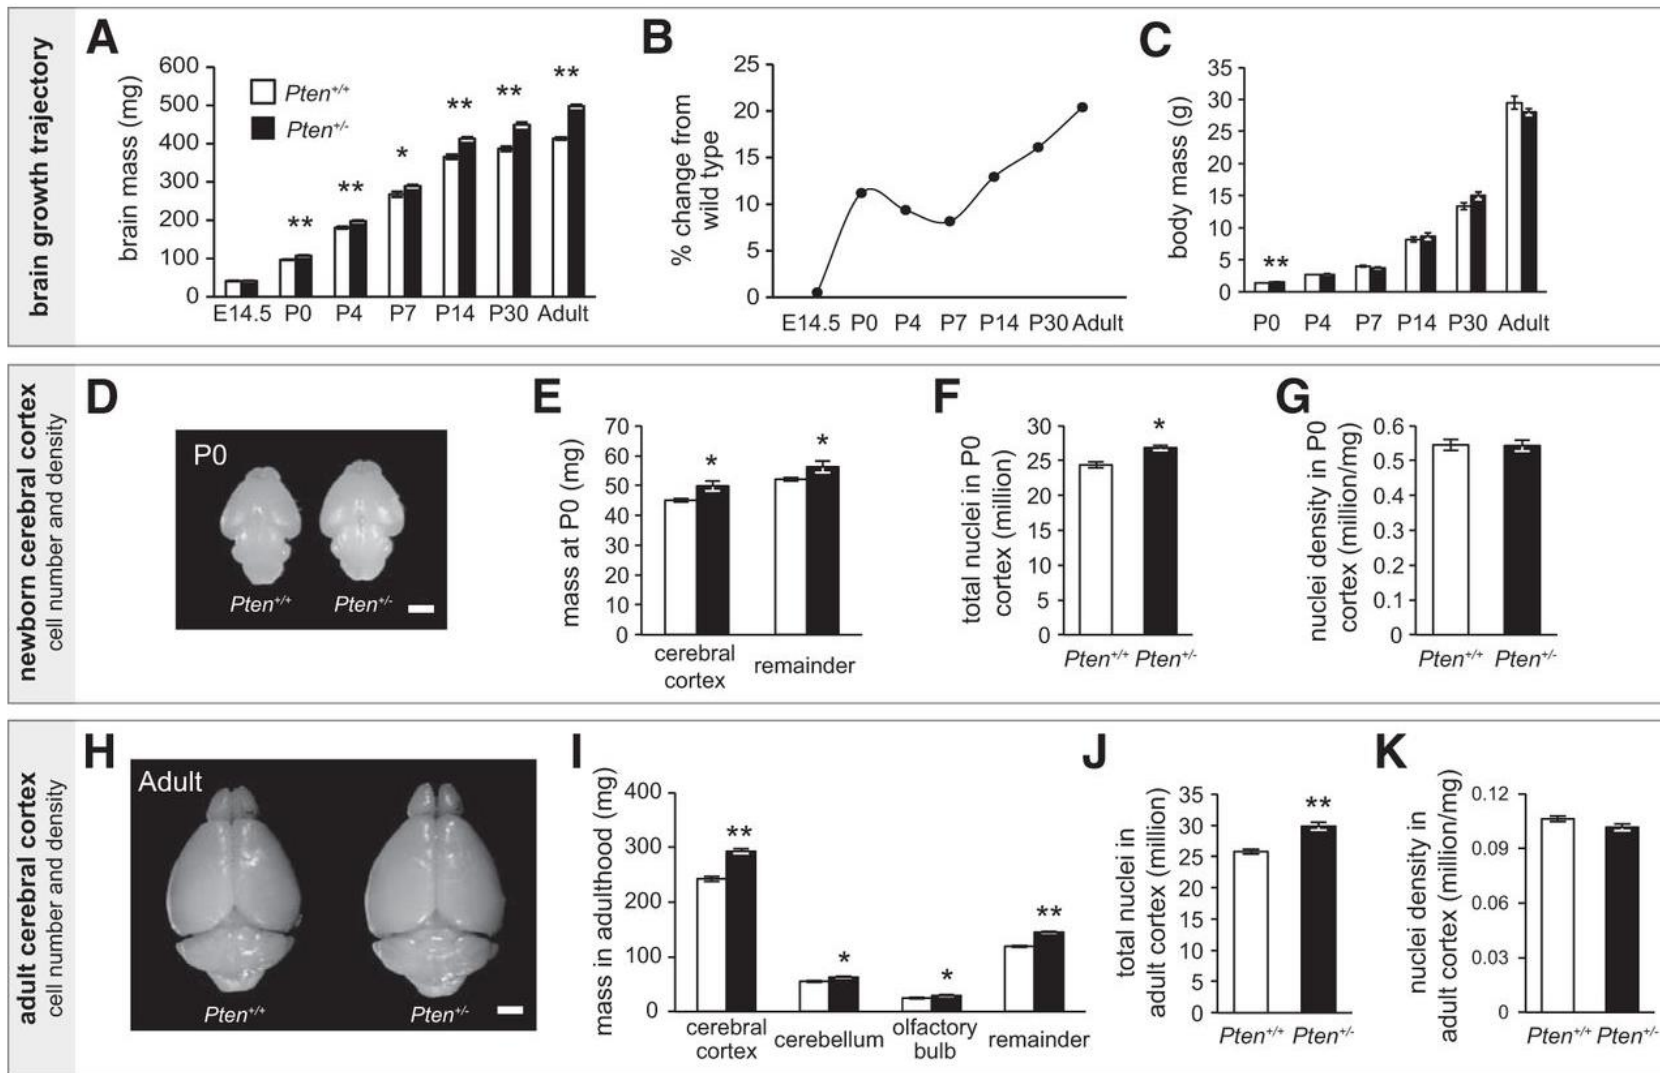 brain growth trajectory
A
brain mass (mg)
600
500
400
300
200
100
0
Pten+/+
Pten+/-
**
**
*
**
**
**
E14.5 P0 P4 P7 P14 P30 Adult
B
% change from
wild type
25
20
15
10
5
0
E14.5 P0 P4 P7 P14 P30 Adult
C
body mass (g)
35
30
25
20
15
10
5
0
**
P0 P4 P7 P14 P30 Adult
newborn cerebral cortex
cell number and density
D
P0
Pten+/+ Pten+/-
E
mass at P0 (mg)
70
60
50
40
30
20
10
0
*
*
cerebral
cortex
remainder
F
total nuclei in P0
cortex (million)
30
25
20
15
10
5
0
*
Pten+/+ Pten+/-
G
nuclei density in P0
cortex (million/mg)
0.6
0.5
0.4
0.3
0.2
0.1
0
Pten+/+ Pten+/-
adult cerebral cortex
cell number and density
H
Adult
Pten+/+ Pten+/-
I
mass in adulthood (mg)
400
300
200
100
0
**
*
*
**
cerebral
cortex
cerebellum
olfactory
bulb
remainder
J
total nuclei in
adult cortex (million)
35
30
25
20
15
10
5
0
**
Pten+/+ Pten+/-
K
nuclei density in
adult cortex (million/mg)
0.12
0.09
0.06
0.03
0
Pten+/+ Pten+/-